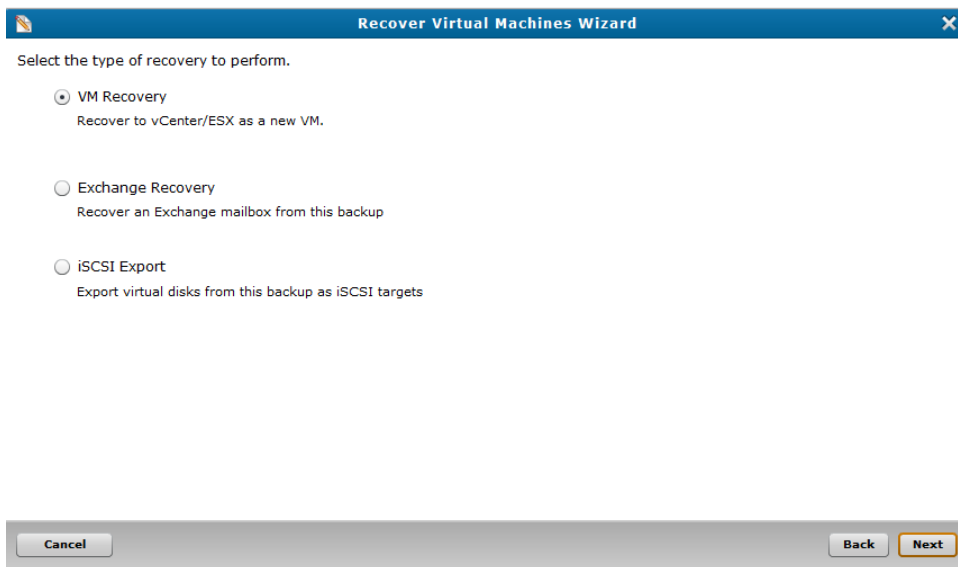 Recover Virtual Machines Wizard
Select the type of recovery to perform.
VM Recovery
Recover to vCenter/ESX as a new VM.
Exchange Recovery
Recover an Exchange mailbox from this backup
iSCSI Export
Export virtual disks from this backup as iSCSI targets
Cancel Back Next